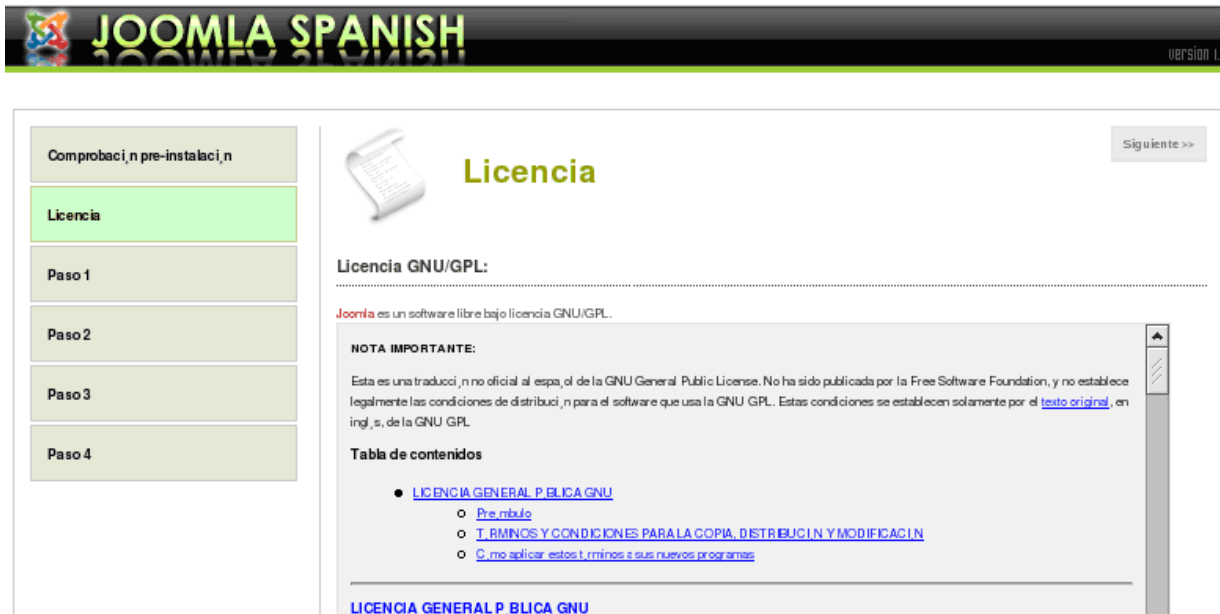 JOOMLA SPANISH
version 1.
Comprobaci¸n pre-instalaci¸n
Licencia
Paso 1
Paso 2
Paso 3
Paso 4
Licencia
Siguiente >>
Licencia GNU/GPL:
Joomla es un software libre bajo licencia GNU/GPL.
NOTA IMPORTANTE:
Esta es una traducci¸n no oficial al espa¸ol de la GNU General Public License. No ha sido publicada por la Free Software Foundation, y no establece
legalmente las condiciones de distribuci¸n para el software que usa la GNU GPL. Estas condiciones se establecen solamente por el texto original, en
ingl¸s, de la GNU GPL
Tabla de contenidos
LICENCIA GENERAL P¸BLICA GNU
Pre¸mbulo
T¸RMINOS Y CONDICIONES PARA LA COPIA, DISTRIBUCI¸N Y MODIFICACI¸N
C¸mo aplicar estos t¸rminos a sus nuevos programas
LICENCIA GENERAL P¸BLICA GNU